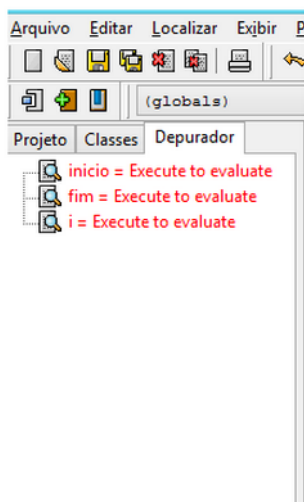 Arquivo Editar Localizar Exibir P
(globals)
Projeto Classes Depurador
inicio = Execute to evaluate
fim = Execute to evaluate
i = Execute to evaluate